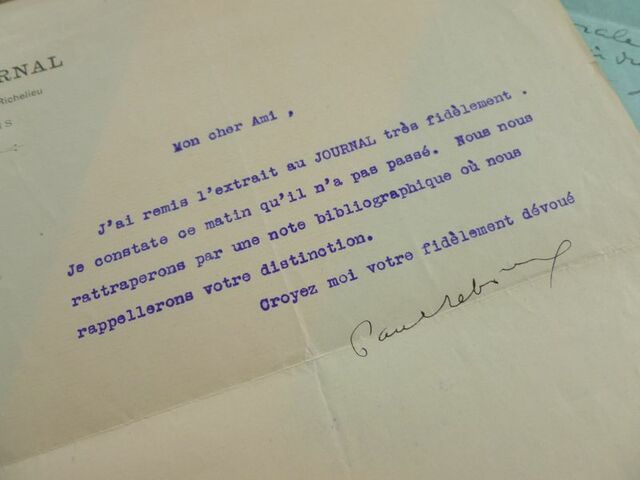 RNAL
Richelieu
Mon cher Ami ,
J'ai remis l'extrait au JOURNAL très fidèlement .
Je constate ce matin qu'il n'a pas passé. Nous nous
rattraperons par une note bibliographique où nous
rappellerons votre distinction.
Croyez moi votre fidèlement dévoué